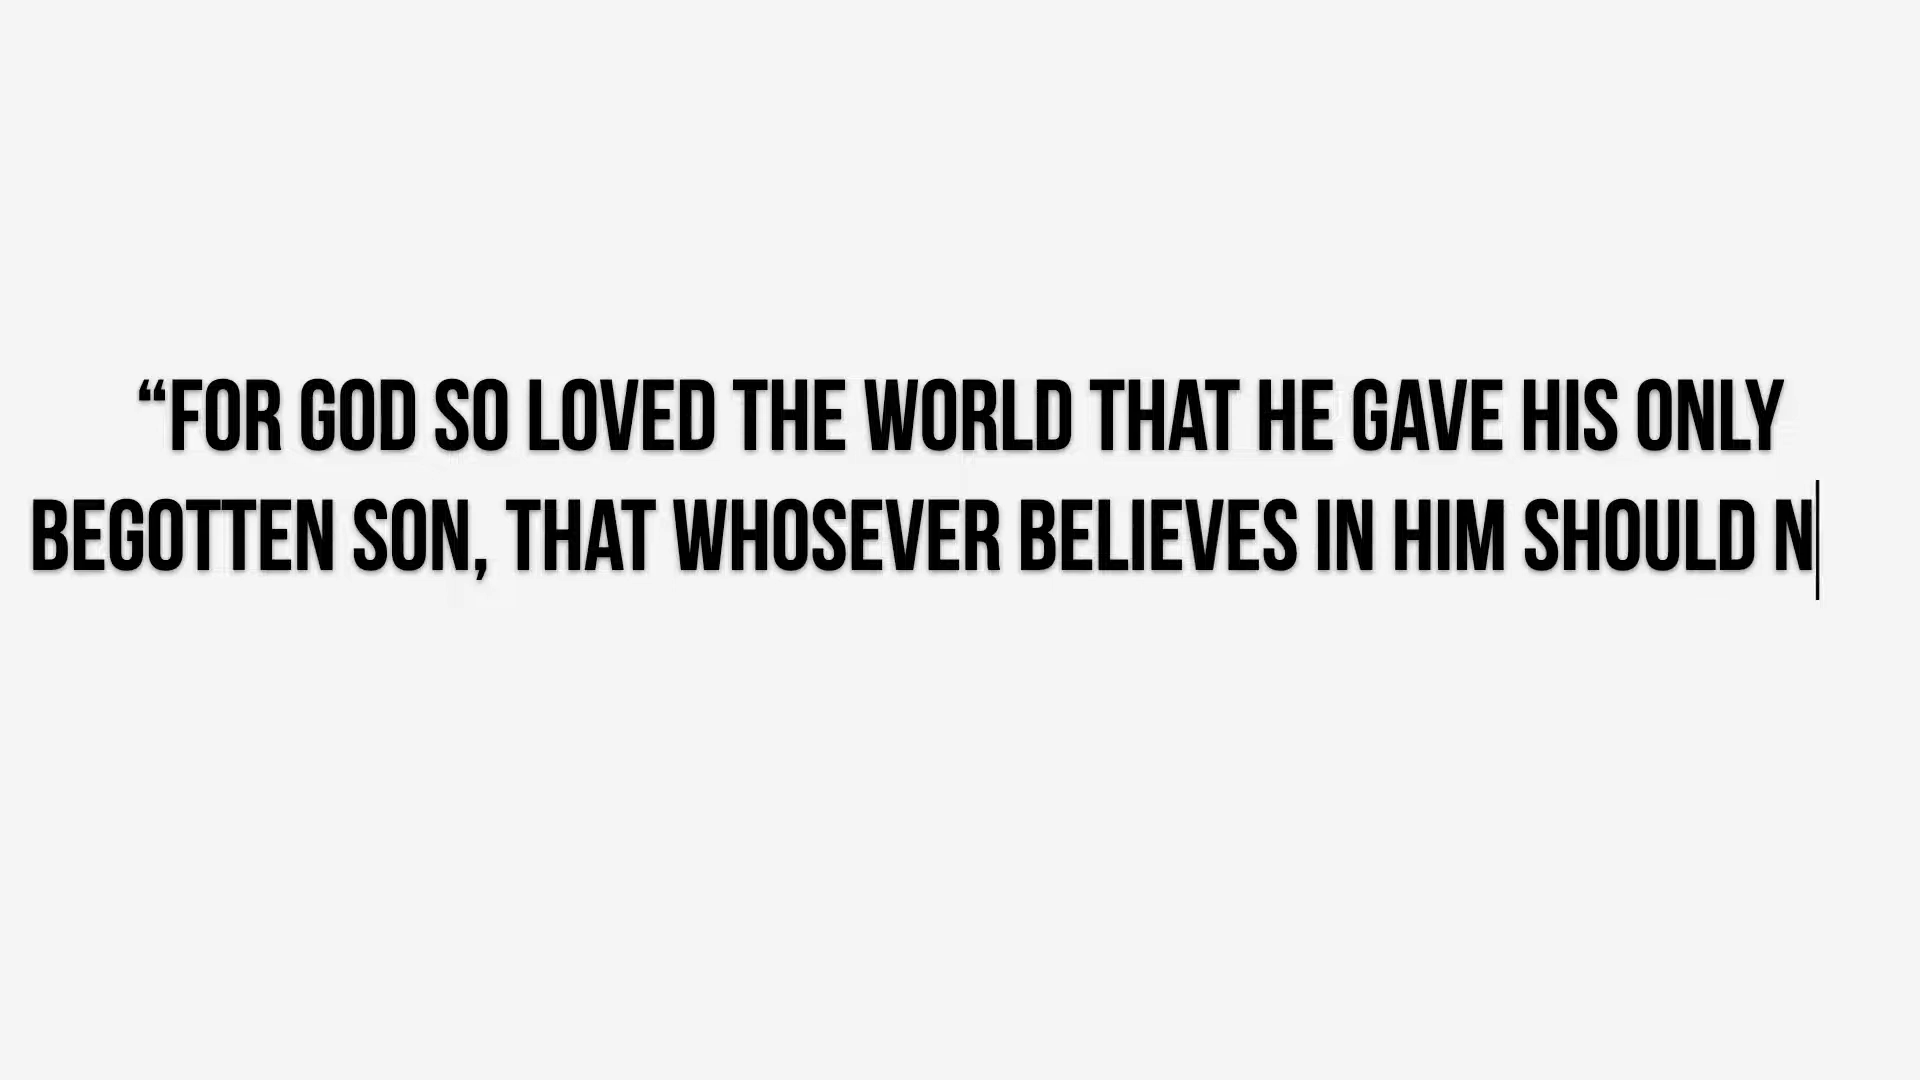 “FOR GOD SO LOVED THE WORLD THAT HE GAVE HIS ONLY
BEGOTTEN SON, THAT WHOSEVER BELIEVES IN HIM SHOULD N